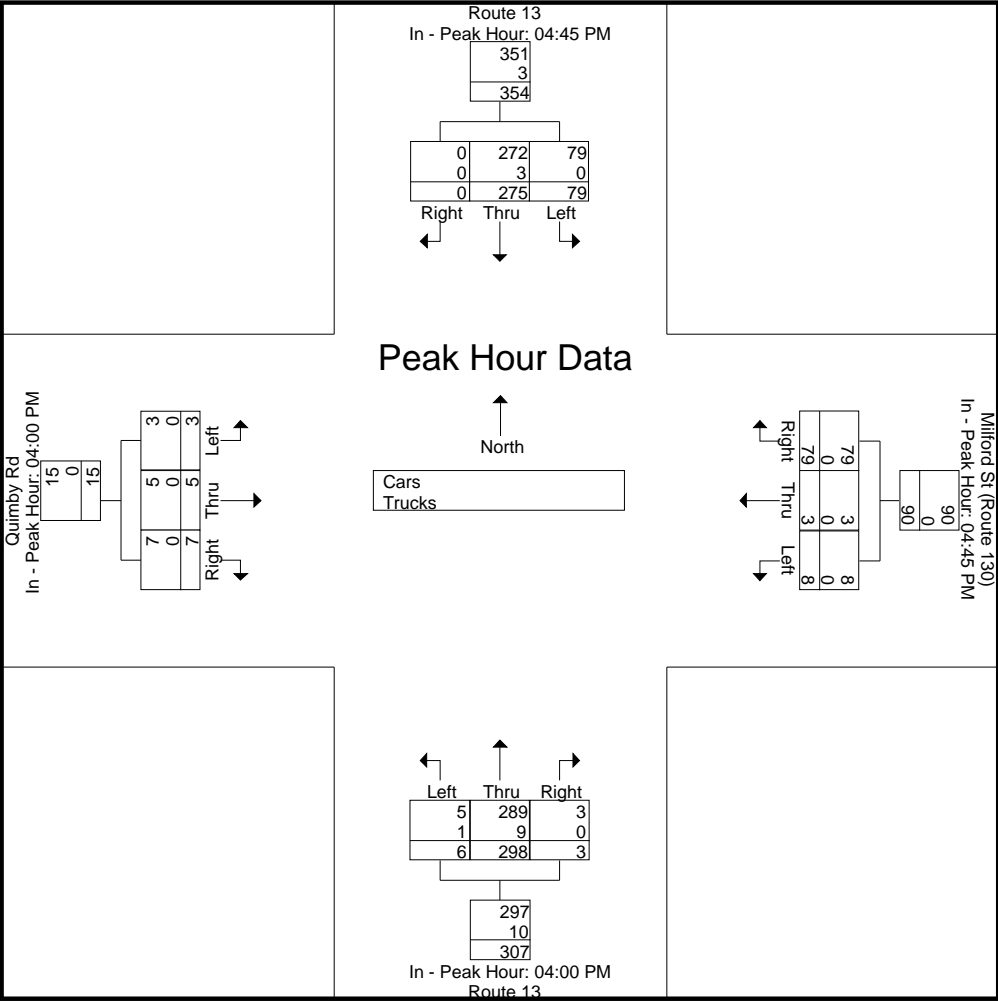 Route 13
In - Peak Hour: 04:45 PM
351
3
354
0 272 79
0 3 0
0 275 79
Right Thru Left
Peak Hour Data
North
Cars
Trucks
Quimby Rd
In - Peak Hour: 04:00 PM
15
0
15
3 0 3
5 0 5
7 0 7
Left
Thru
Right
Milford St (Route 130)
In - Peak Hour: 04:45 PM
90
0
90
79 0 79
3 0 3
8 0 8
Right
Thru
Left
Left Thru Right
5 289 3
1 9 0
6 298 3
297
10
307
In - Peak Hour: 04:00 PM
Route 13